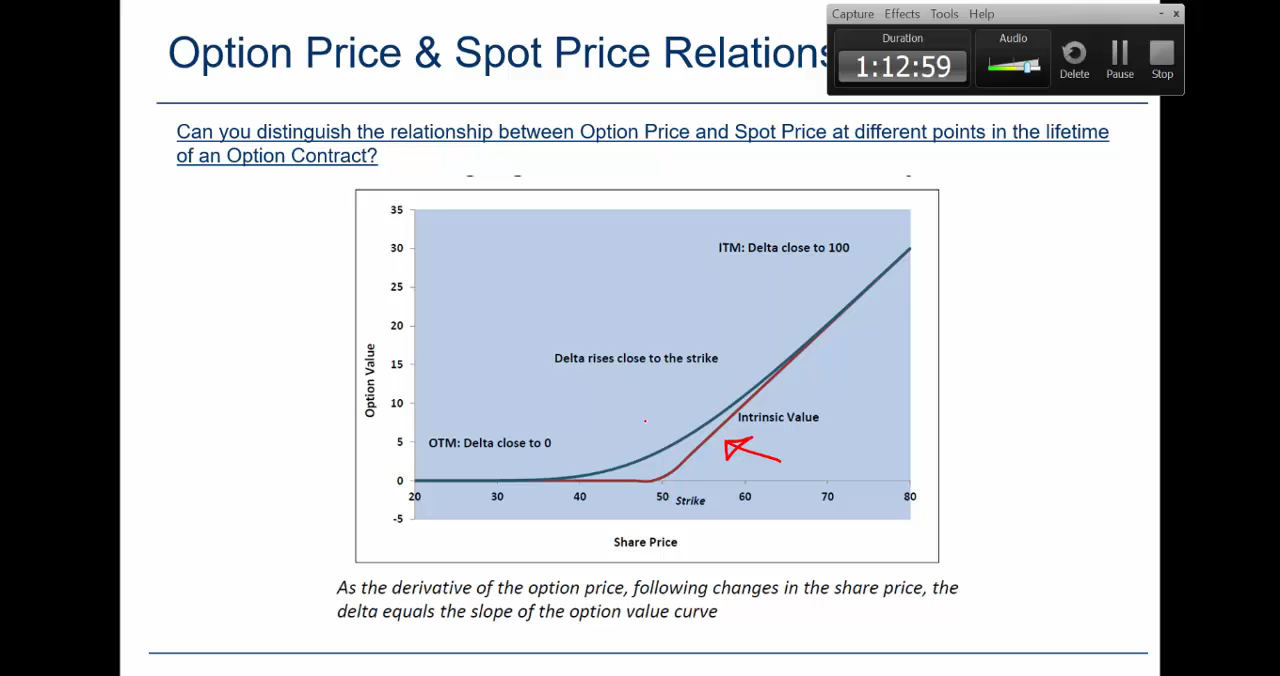 Capture Effects Tools Help - x
Duration
Audio
1:12:59
Delete Pause Stop
Option Price & Spot Price Relations
Can you distinguish the relationship between Option Price and Spot Price at different points in the lifetime
of an Option Contract?
35
30
25
20
15
10
5
0
-5
Option Value
ITM: Delta close to 100
Delta rises close to the strike
Intrinsic Value
OTM: Delta close to 0
20 30 40 50 60 70 80
Strike
Share Price
As the derivative of the option price, following changes in the share price, the
delta equals the slope of the option value curve